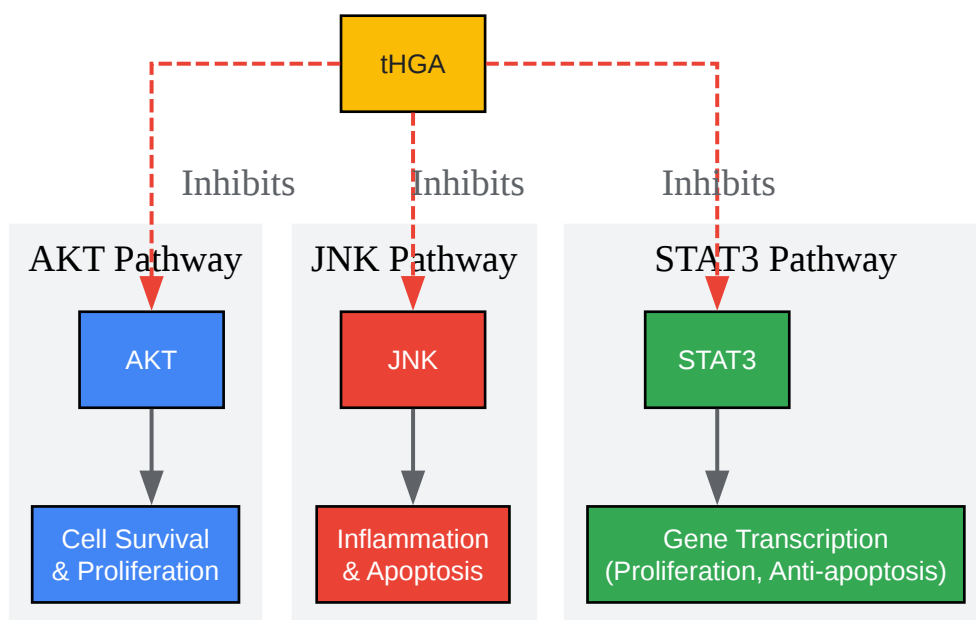 tHGA
Inhibits
Inhibits
Inhibits
AKT Pathway
JNK Pathway
STAT3 Pathway
AKT
JNK
STAT3
Cell Survival
& Proliferation
Inflammation
& Apoptosis
Gene Transcription
(Proliferation, Anti-apoptosis)